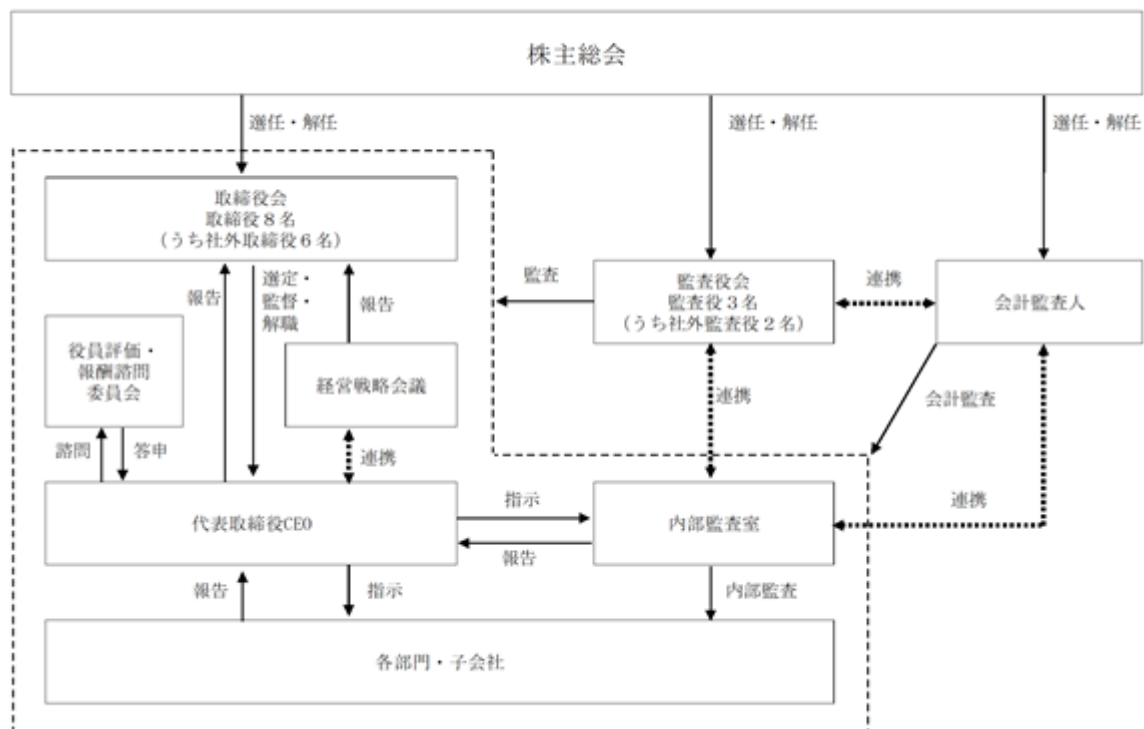 株主総会
選任・解任
選任・解任
選任・解任
取締役会
取締役8名
(うち社外取締役6名)
監査
監査役会
監査役3名
(うち社外監査役2名)
連携
会計監査人
報告
選定・
監督・
解職
報告
役員評価・
報酬諮問
委員会
経営戦略会議
連携
会計監査
諮問
答申
連携
代表取締役CEO
指示
報告
内部監査室
連携
報告
指示
内部監査
各部門・子会社